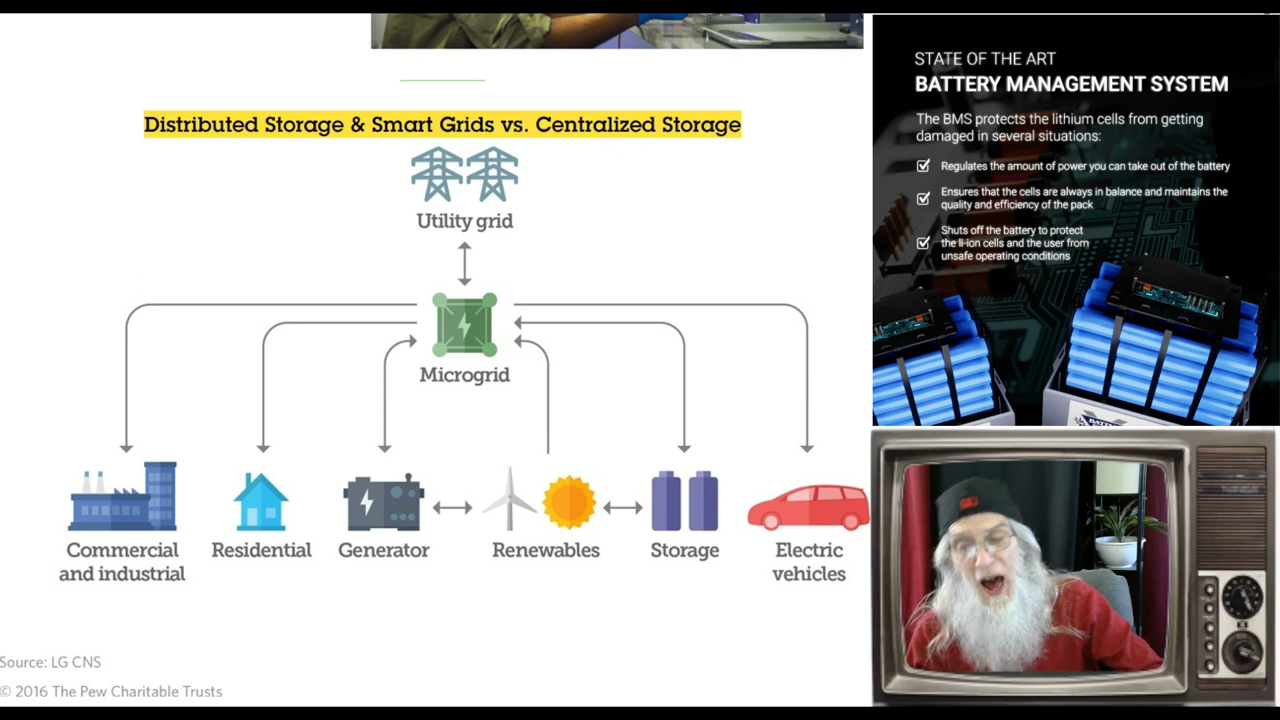 Distributed Storage & Smart Grids vs. Centralized Storage
Utility grid
Microgrid
Commercial
and industrial
Residential
Generator
Renewables
Storage
Electric
vehicles
Source: LG CNS
© 2016 The Pew Charitable Trusts
STATE OF THE ART
BATTERY MANAGEMENT SYSTEM
The BMS protects the lithium cells from getting
damaged in several situations:
Regulates the amount of power you can take out of the battery
Ensures that the cells are always in balance and maintains the
quality and efficiency of the pack
Shuts off the battery to protect
the li-ion cells and the user from
unsafe operating conditions